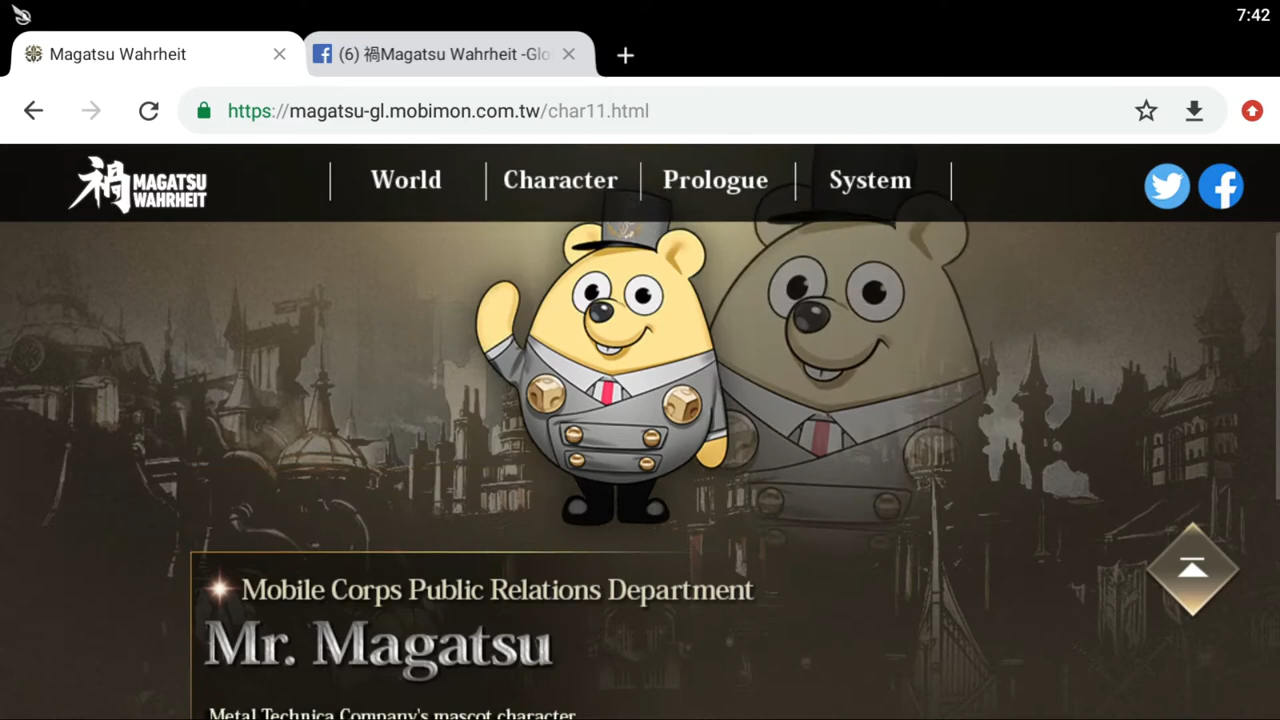 7:42
Magatsu Wahrheit
(6) 禍Magatsu Wahrheit -Glo
https://magatsu-gl.mobimon.com.tw/char11.html
禍 MAGATSU WAHRHEIT
World Character Prologue System
Mobile Corps Public Relations Department
Mr. Magatsu
Metal Technica Company's mascot character